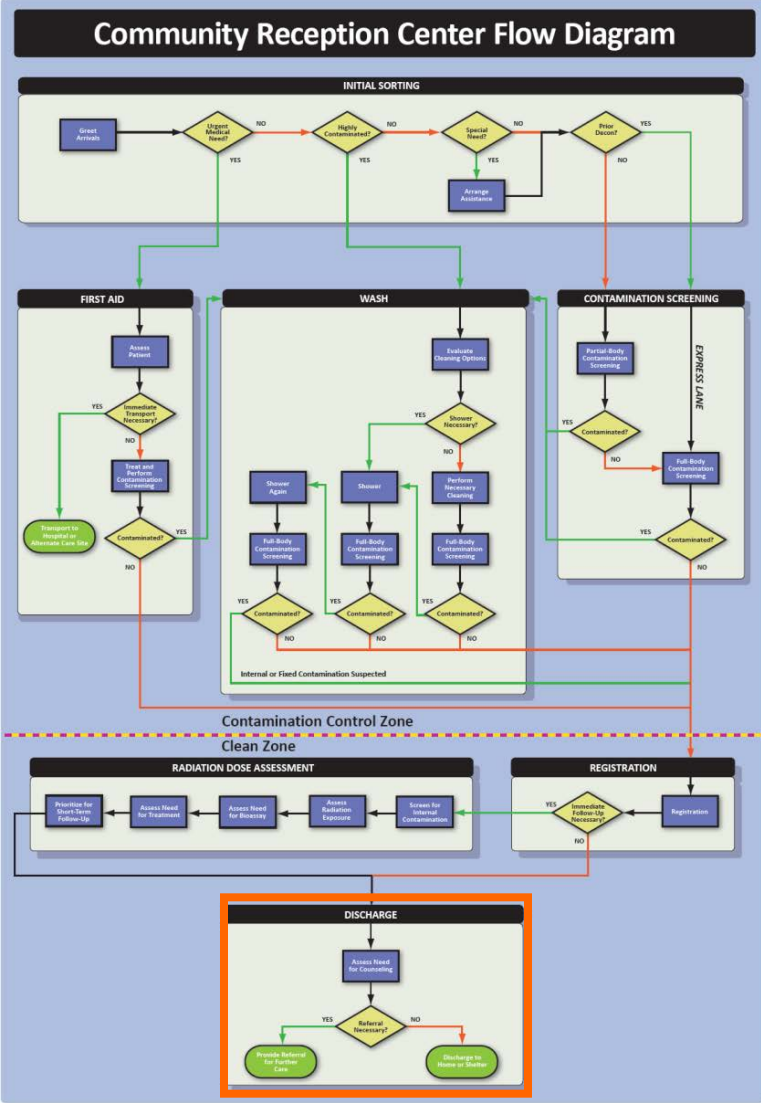 Community Reception Center Flow Diagram
INITIAL SORTING
Greet
Arrivals
Urgent
Medical
Need?
NO
YES
Highly
Contaminated?
NO
YES
Special
Need?
NO
YES
Arrange
Assistance
Prior
Decon?
YES
NO
FIRST AID
Assess
Patient
Immediate
Transport
Necessary?
YES
NO
Treat and
Perform
Contamination
Screening
Transport to
Hospital or
Alternate Care Site
Contaminated?
YES
NO
WASH
Evaluate
Cleaning Options
Shower
Necessary?
YES
NO
Shower
Again
Shower
Perform
Necessary
Cleaning
Full-Body
Contamination
Screening
Full-Body
Contamination
Screening
Full-Body
Contamination
Screening
YES
Contaminated?
NO
YES
Contaminated?
NO
YES
Contaminated?
NO
Internal or Fixed Contamination Suspected
CONTAMINATION SCREENING
Partial-Body
Contamination
Screening
EXPRESS LANE
YES
Contaminated?
NO
Full-Body
Contamination
Screening
YES
Contaminated?
NO
Contamination Control Zone
Clean Zone
RADIATION DOSE ASSESSMENT
Prioritize for
Short-Term
Follow-Up
Assess Need
for Treatment
Assess Need
for Bioassay
Assess
Radiation
Exposure
Screen for
Internal
Contamination
REGISTRATION
YES
Immediate
Follow-Up
Necessary?
NO
Registration
DISCHARGE
Assess Need
for Counseling
YES
Referral
Necessary?
NO
Provide Referral
for Further
Care
Discharge to
Home or Shelter